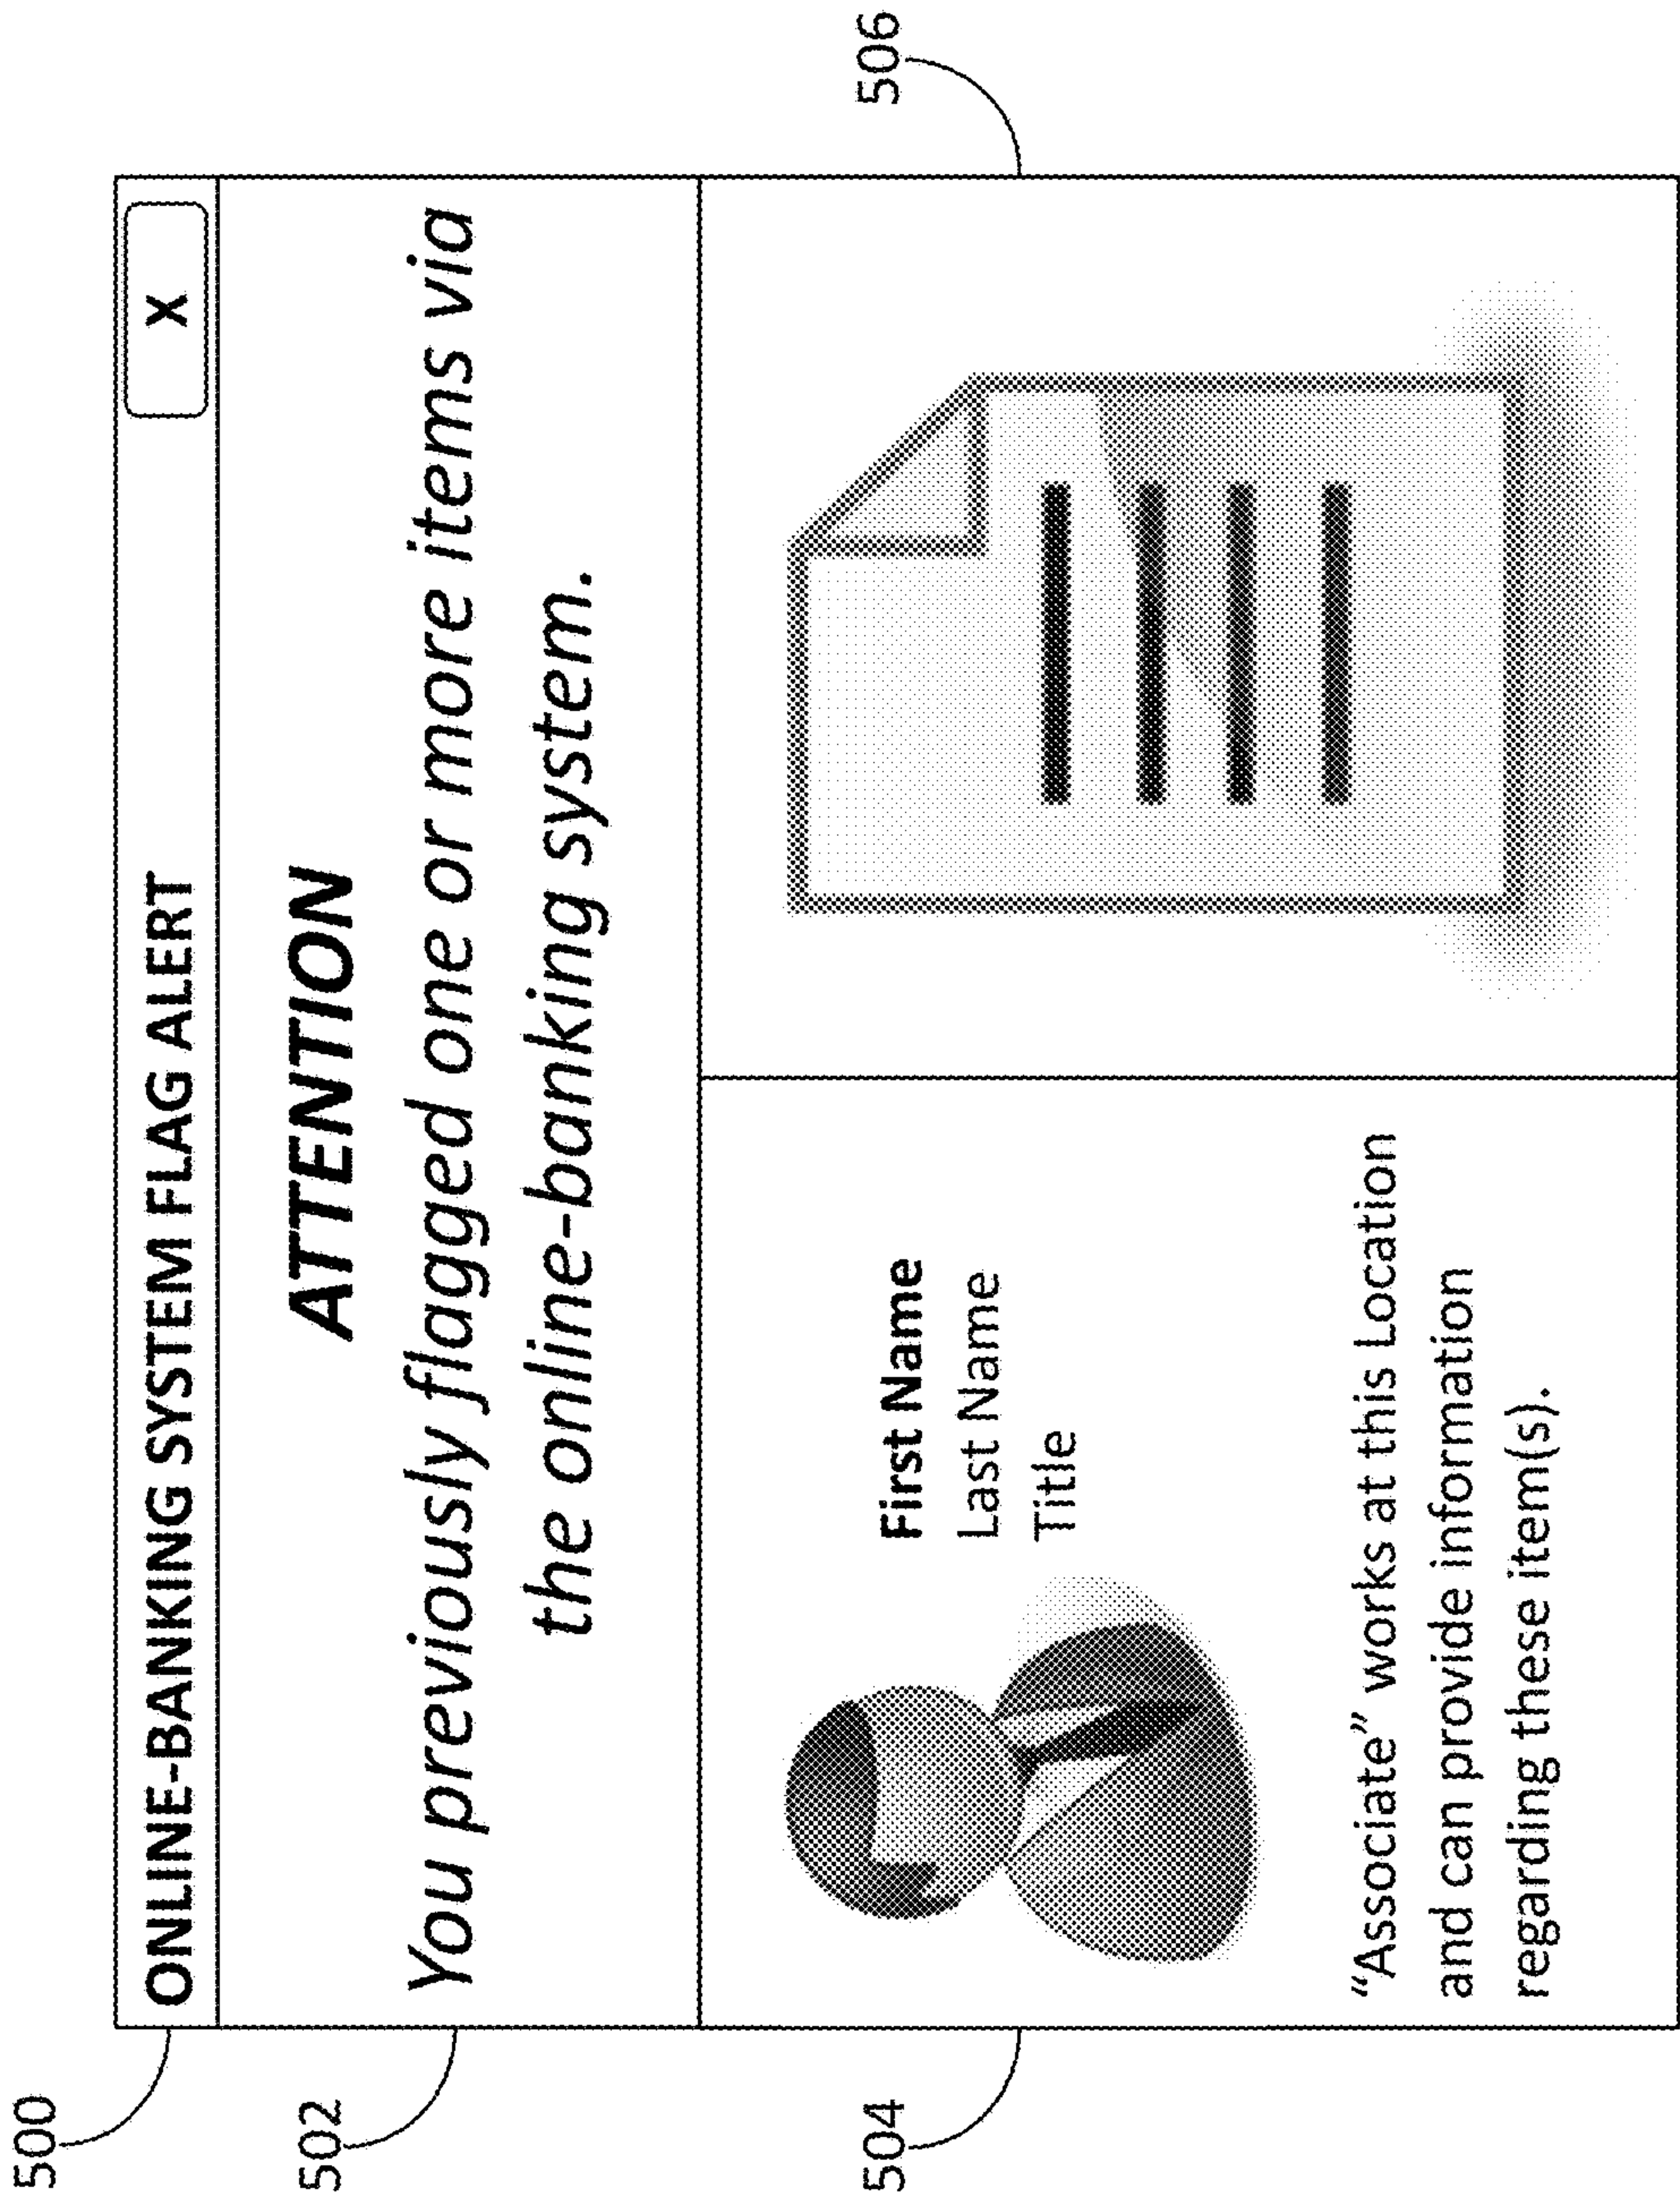 500
ONLINE-BANKING SYSTEM FLAG ALERT
X
502
ATTENTION
You previously flagged one or more items via
the online-banking system.
504
First Name
Last Name
Title
“Associate” works at this Location
and can provide information
regarding these item(s).
506